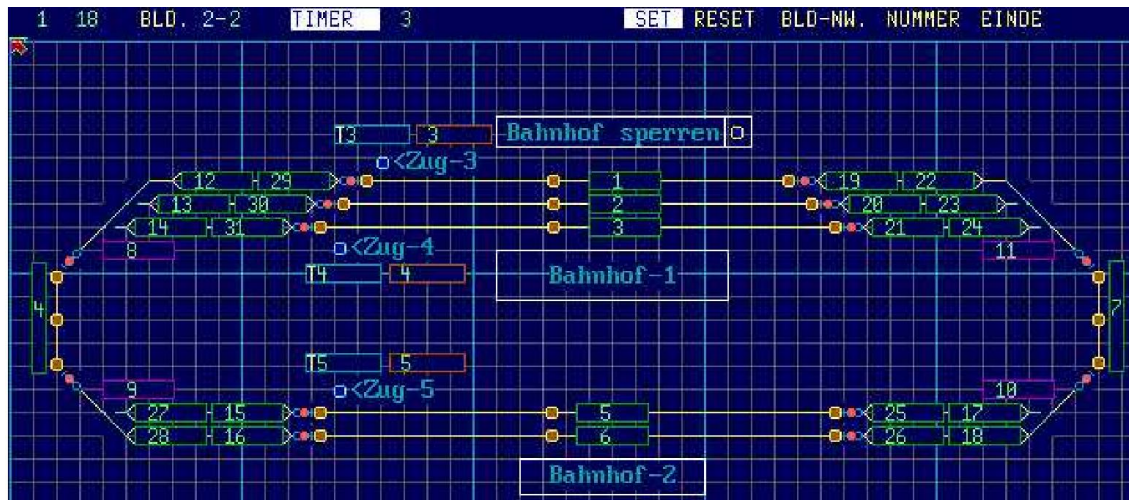 1 18 BLD. 2-2 TIMER 3 SET RESET BLD-NW. NUMMER EINDE
T3 3 Bahnhof sperren
<Zug-3
12 29 1 19 22
13 30 2 20 23
14 31 3 21 24
8 <Zug-4 11
T4 4 Bahnhof-1
4 7
T5 5
9 <Zug-5 10
27 15 5 25 17
28 16 6 26 18
Bahnhof-2